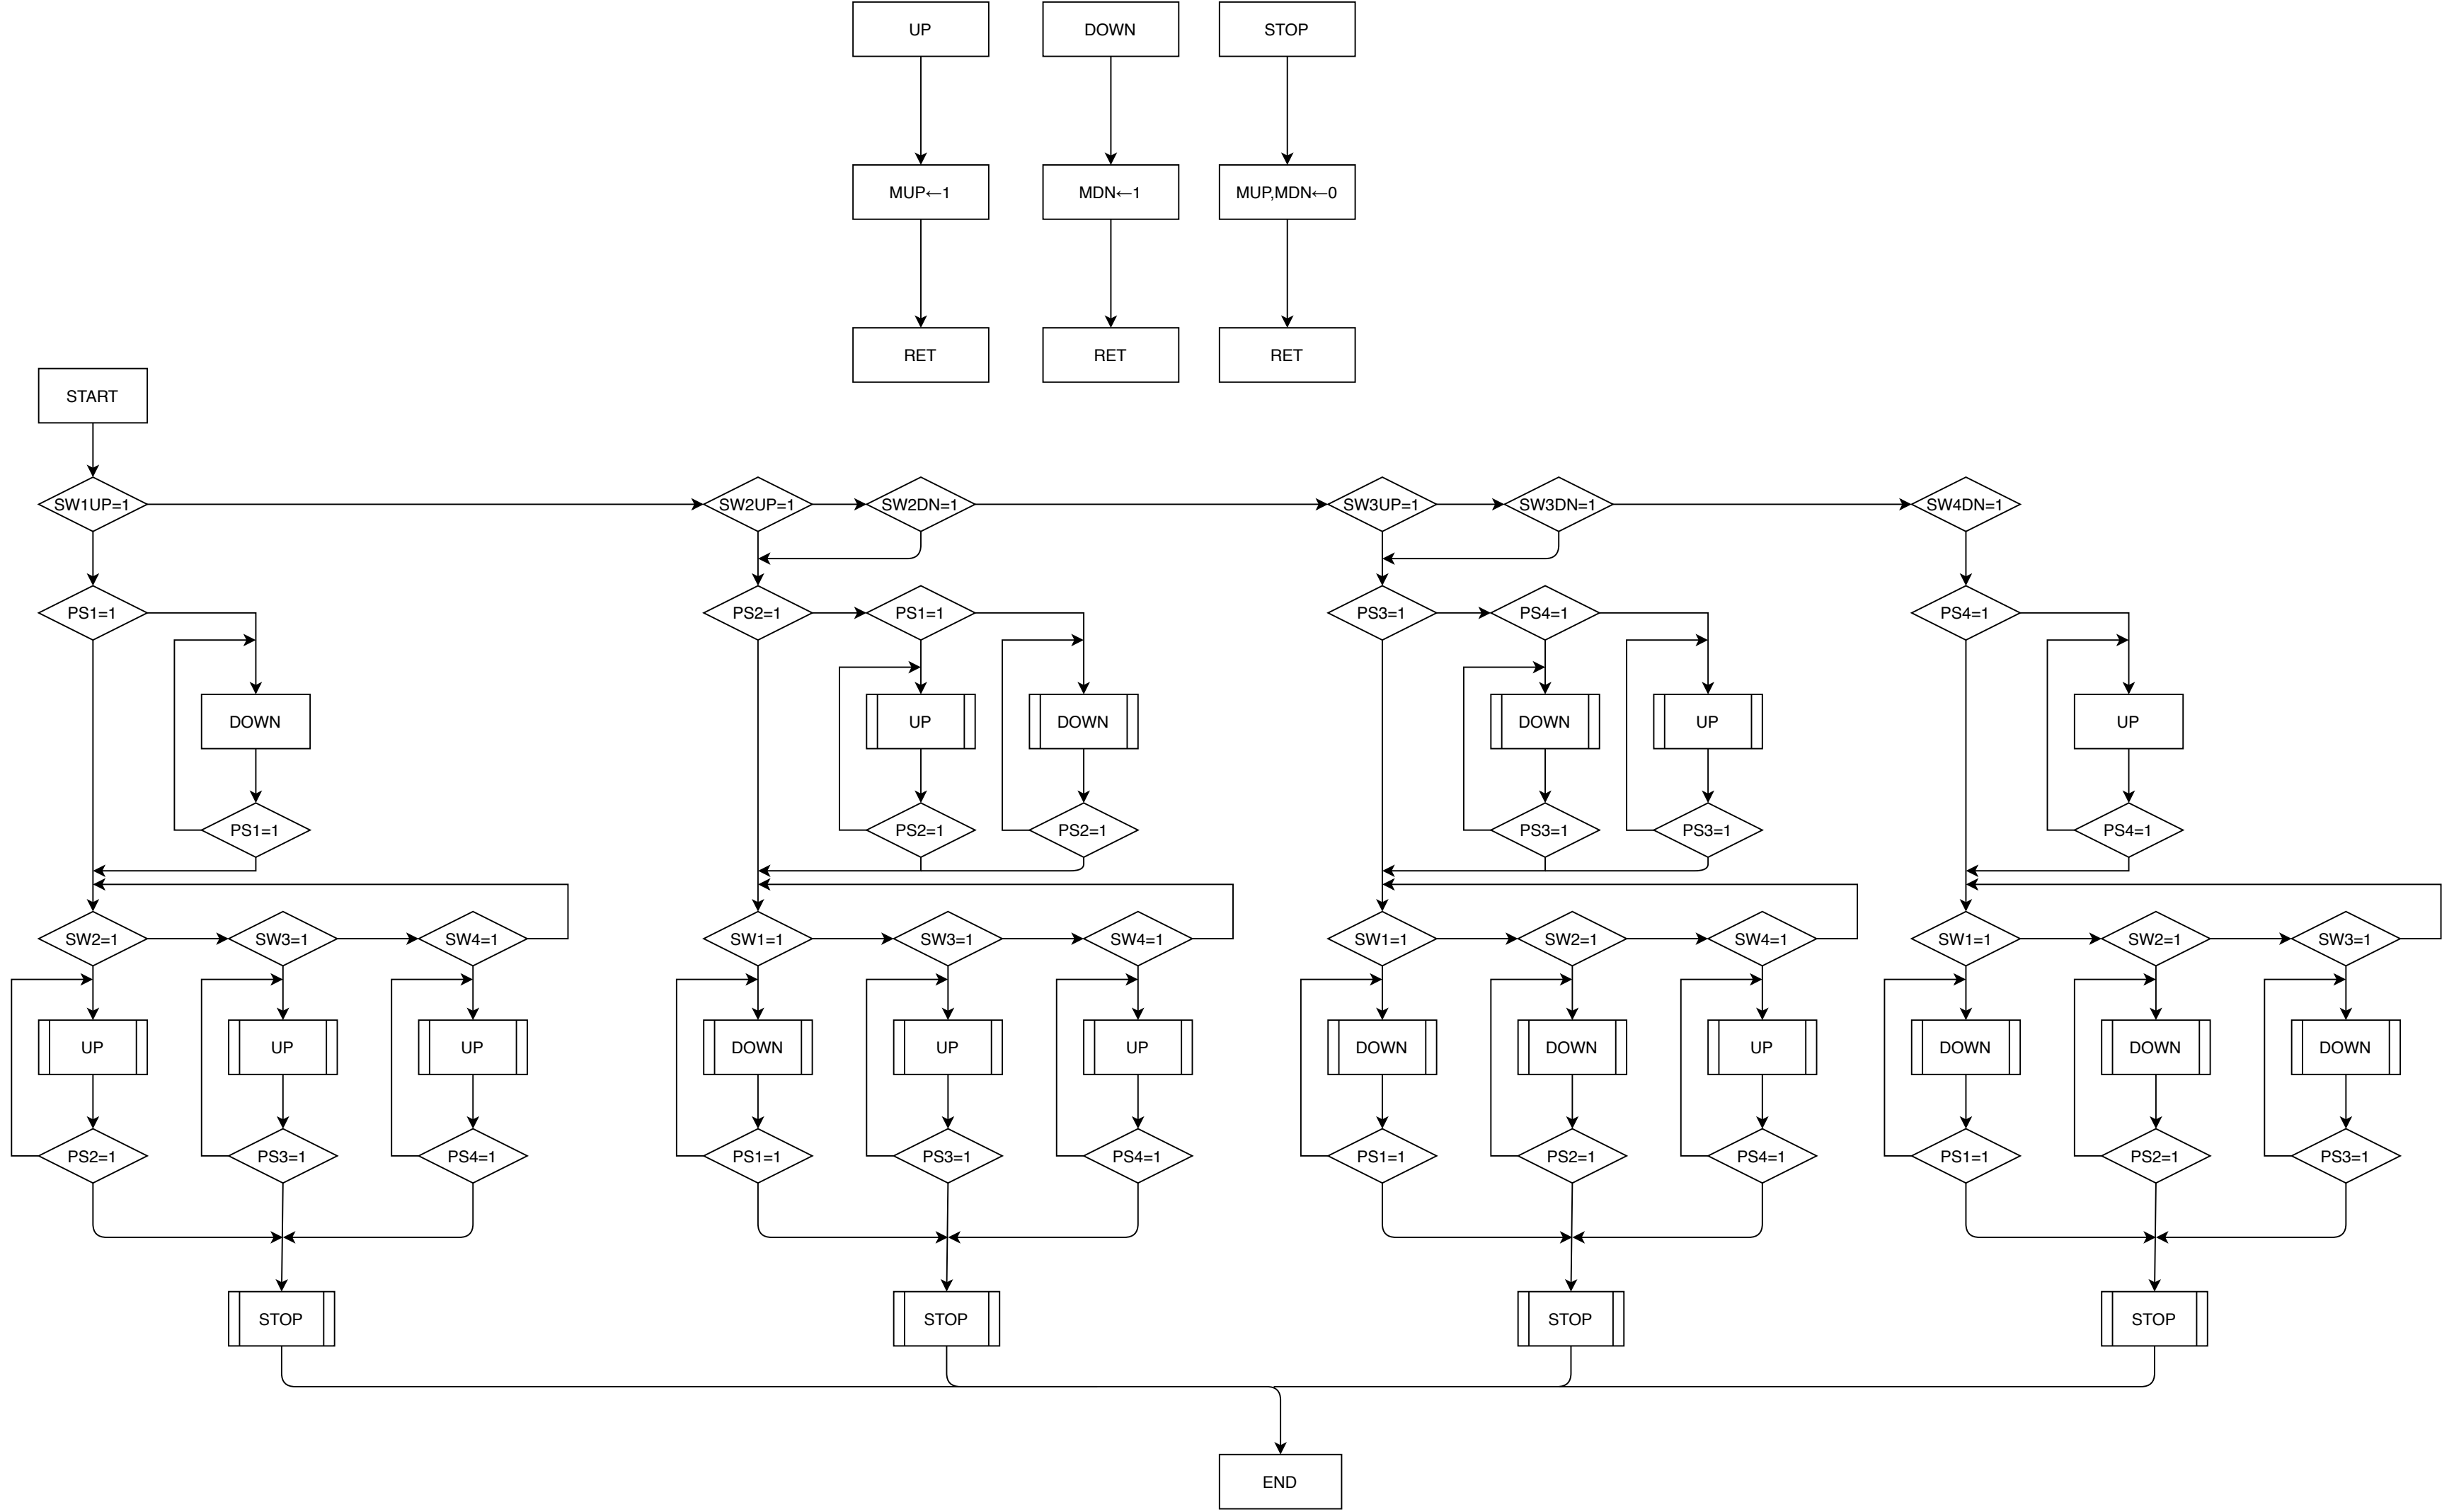 UP DOWN STOP
MUP←1 MDN←1 MUP,MDN←0
RET RET RET
START
SW1UP=1 SW2UP=1 SW2DN=1 SW3UP=1 SW3DN=1 SW4DN=1
PS1=1 PS2=1 PS1=1 PS3=1 PS4=1 PS4=1
DOWN UP DOWN DOWN UP UP
PS1=1 PS2=1 PS2=1 PS3=1 PS3=1 PS4=1
SW2=1 SW3=1 SW4=1 SW1=1 SW3=1 SW4=1 SW1=1 SW2=1 SW4=1 SW1=1 SW2=1 SW3=1
UP UP UP DOWN UP UP DOWN DOWN UP DOWN DOWN DOWN
PS2=1 PS3=1 PS4=1 PS1=1 PS3=1 PS4=1 PS1=1 PS2=1 PS4=1 PS1=1 PS2=1 PS3=1
STOP STOP STOP STOP
END